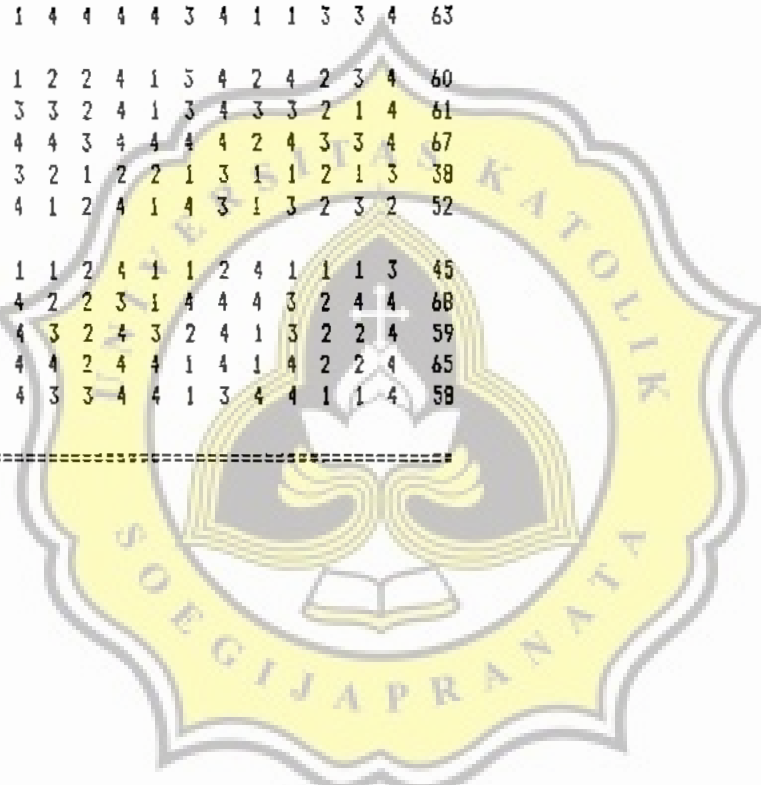 1 4 4 4 4 3 4 1 1 3 3 4 63
1 2 2 4 1 3 4 2 4 2 3 4 60
3 3 2 4 1 3 4 3 3 2 1 4 61
4 4 3 4 4 4 4 2 4 3 3 4 67
3 2 1 2 2 1 3 1 1 2 1 3 38
4 1 2 4 1 4 3 1 3 2 3 2 52
1 1 2 4 1 1 2 4 1 1 1 3 45
4 2 2 3 1 4 4 4 3 2 4 4 68
4 3 2 4 3 2 4 1 3 2 2 4 59
4 4 2 4 4 1 4 1 4 2 2 4 65
4 3 3 4 4 1 3 4 4 1 1 4 58
UNIVERSITAS KATOLIK
SOEGIJAPRANATA